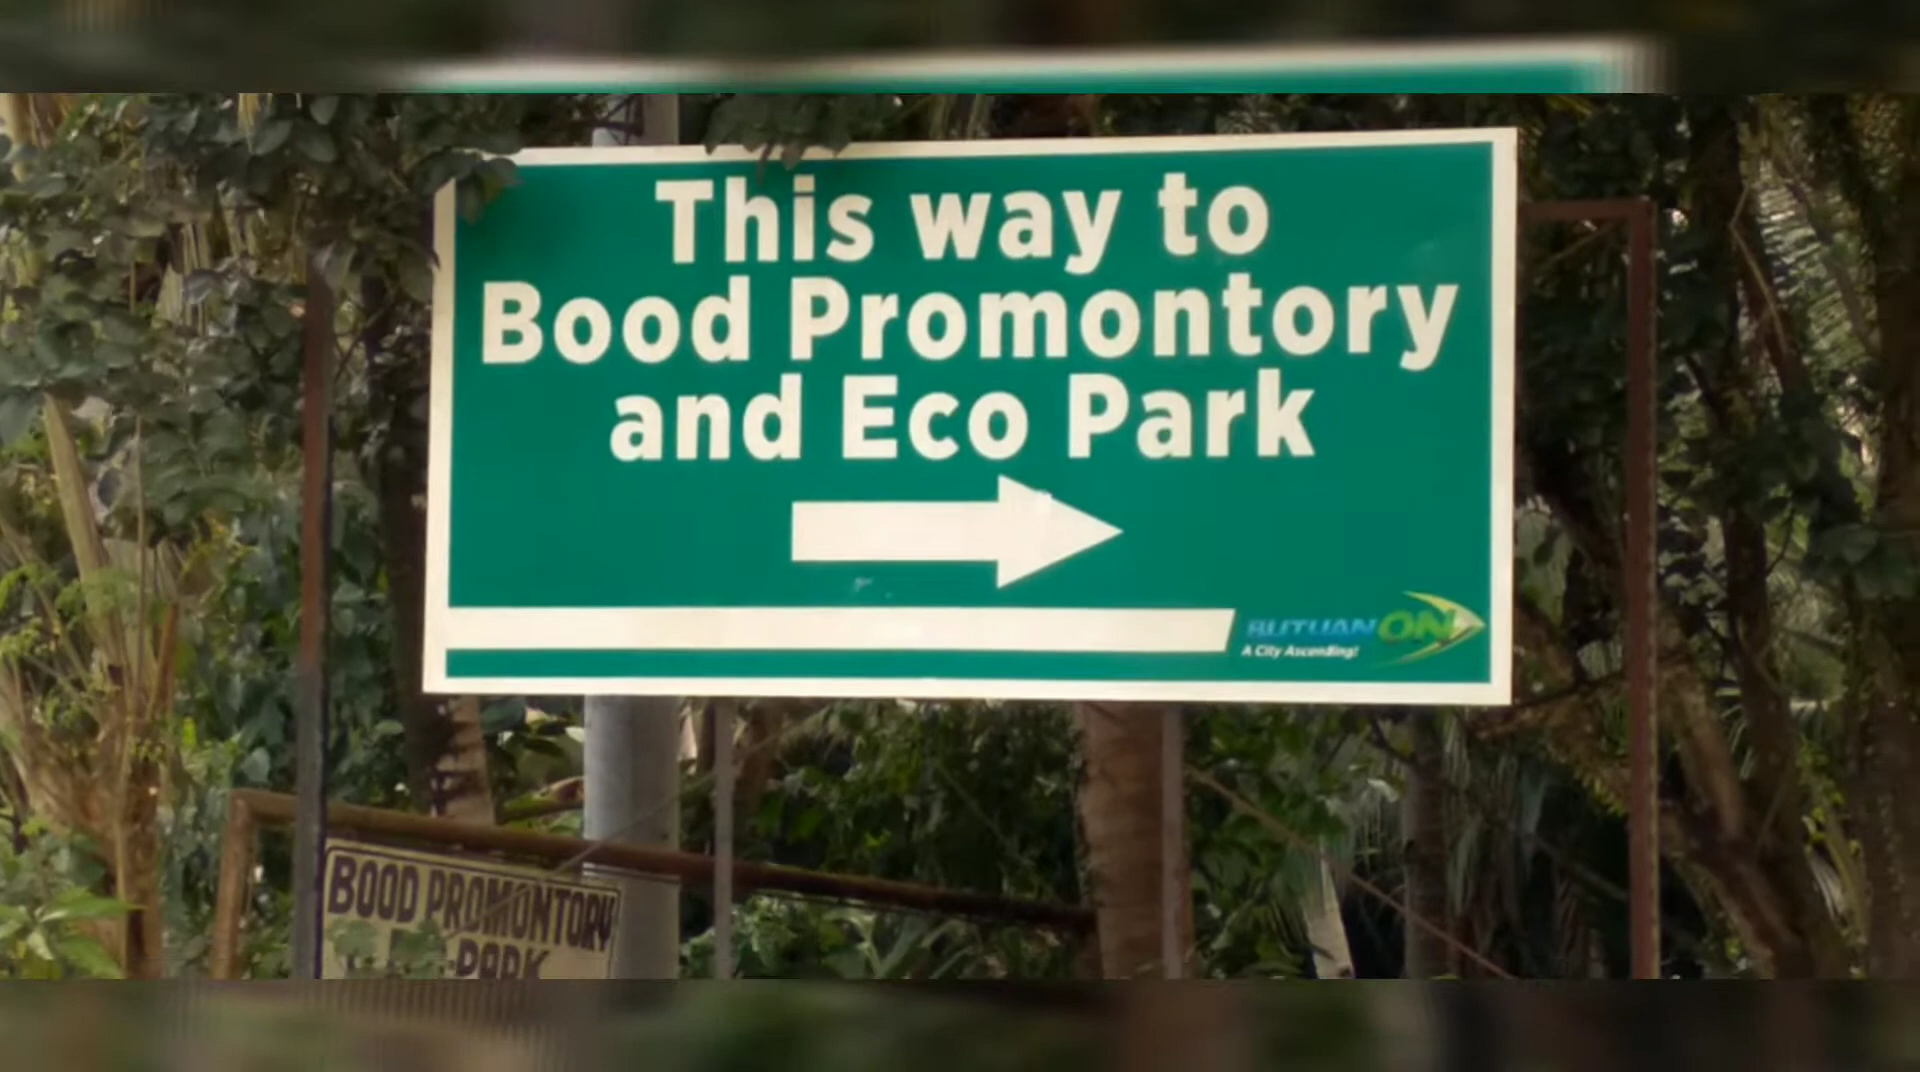 This way to
Bood Promontory
and Eco Park
BUTUAN ON
A City Ascending!
BOOD PROMONTORY
PARK